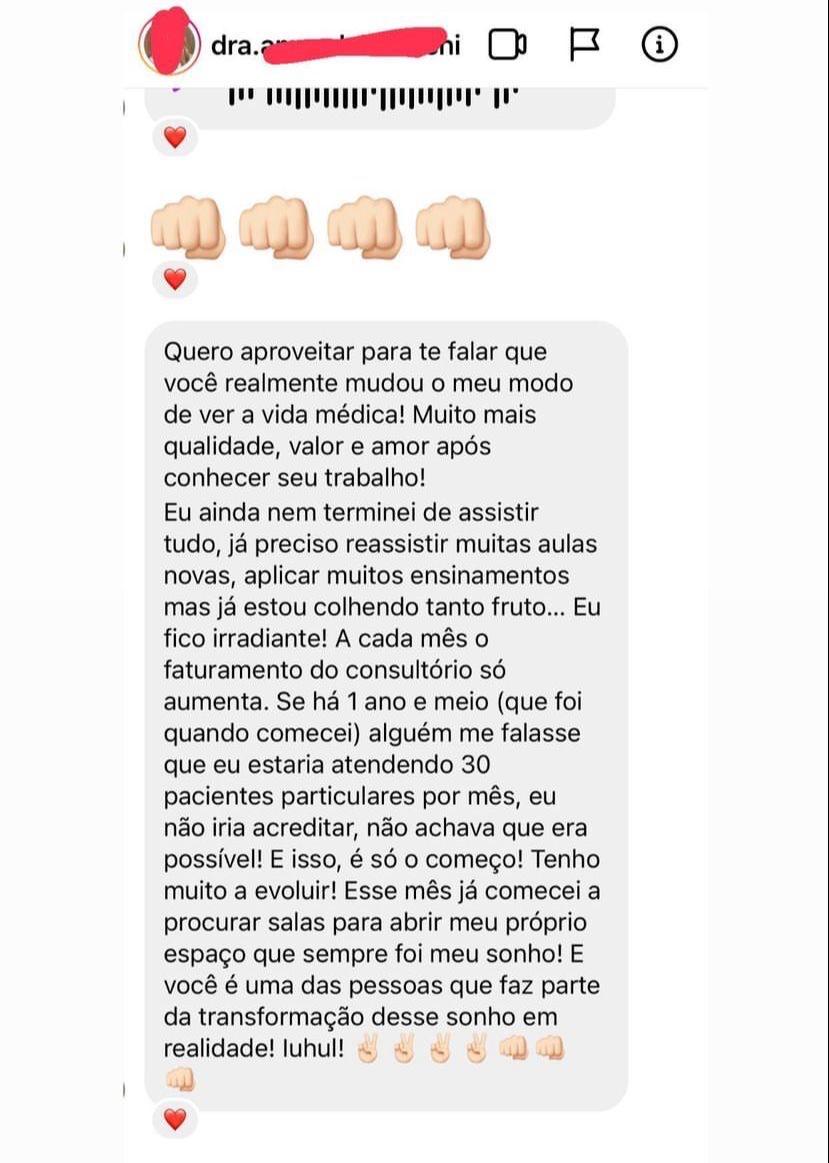 dra.
Quero aproveitar para te falar que
você realmente mudou o meu modo
de ver a vida médica! Muito mais
qualidade, valor e amor após
conhecer seu trabalho!
Eu ainda nem terminei de assistir
tudo, já preciso reassistir muitas aulas
novas, aplicar muitos ensinamentos
mas já estou colhendo tanto fruto... Eu
fico irradiante! A cada mês o
faturamento do consultório só
aumenta. Se há 1 ano e meio (que foi
quando comecei) alguém me falasse
que eu estaria atendendo 30
pacientes particulares por mês, eu
não iria acreditar, não achava que era
possível! E isso, é só o começo! Tenho
muito a evoluir! Esse mês já comecei a
procurar salas para abrir meu próprio
espaço que sempre foi meu sonho! E
você é uma das pessoas que faz parte
da transformação desse sonho em
realidade! Iuhul! ✌🏻✌🏻✌🏻✌🏻👊🏻👊🏻
👊🏻